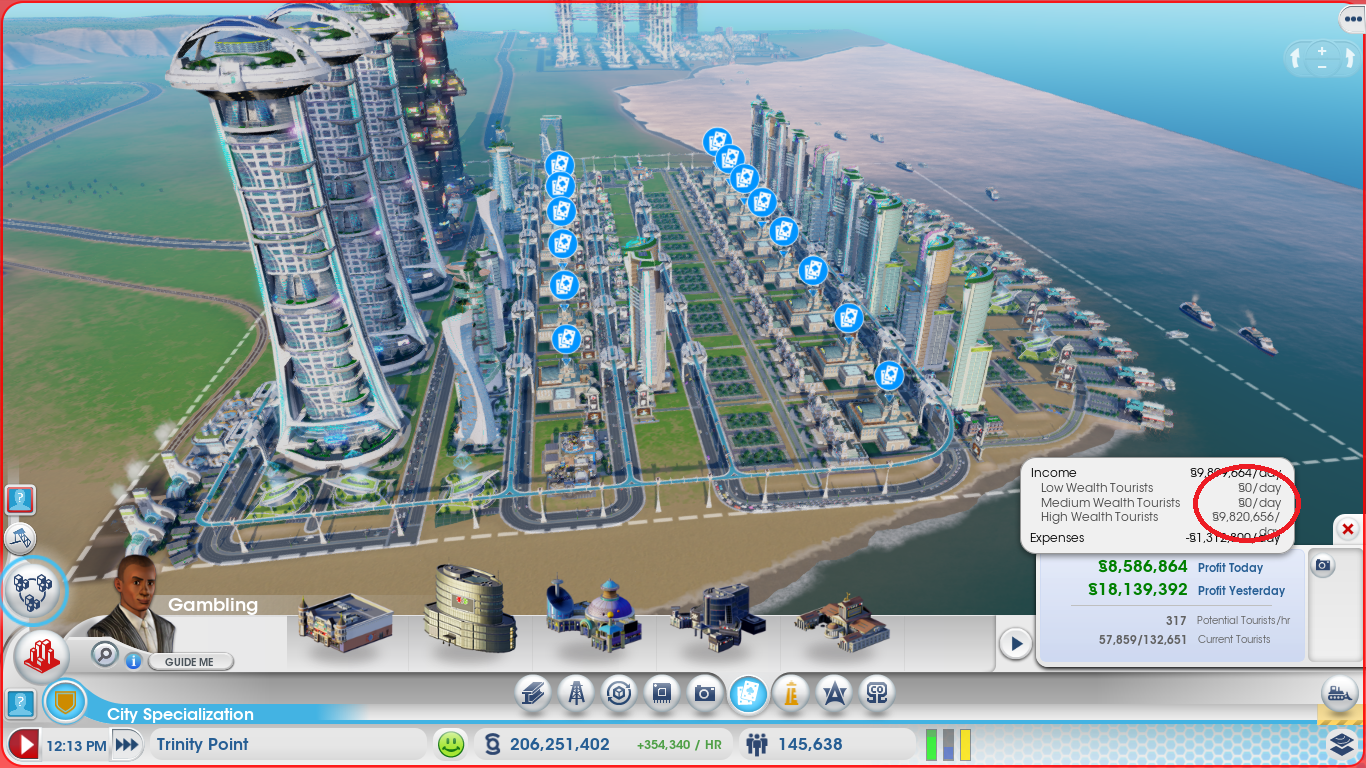 Income §9,809,664/day
Low Wealth Tourists §0/day
Medium Wealth Tourists §0/day
High Wealth Tourists §9,820,656/
day
Expenses -§1,312,800/day
§8,586,864 Profit Today
§18,139,392 Profit Yesterday
317 Potential Tourists/hr
57,859/132,651 Current Tourists
Gambling
GUIDE ME
City Specialization
12:13 PM Trinity Point 206,251,402 +354,340 / HR 145,638